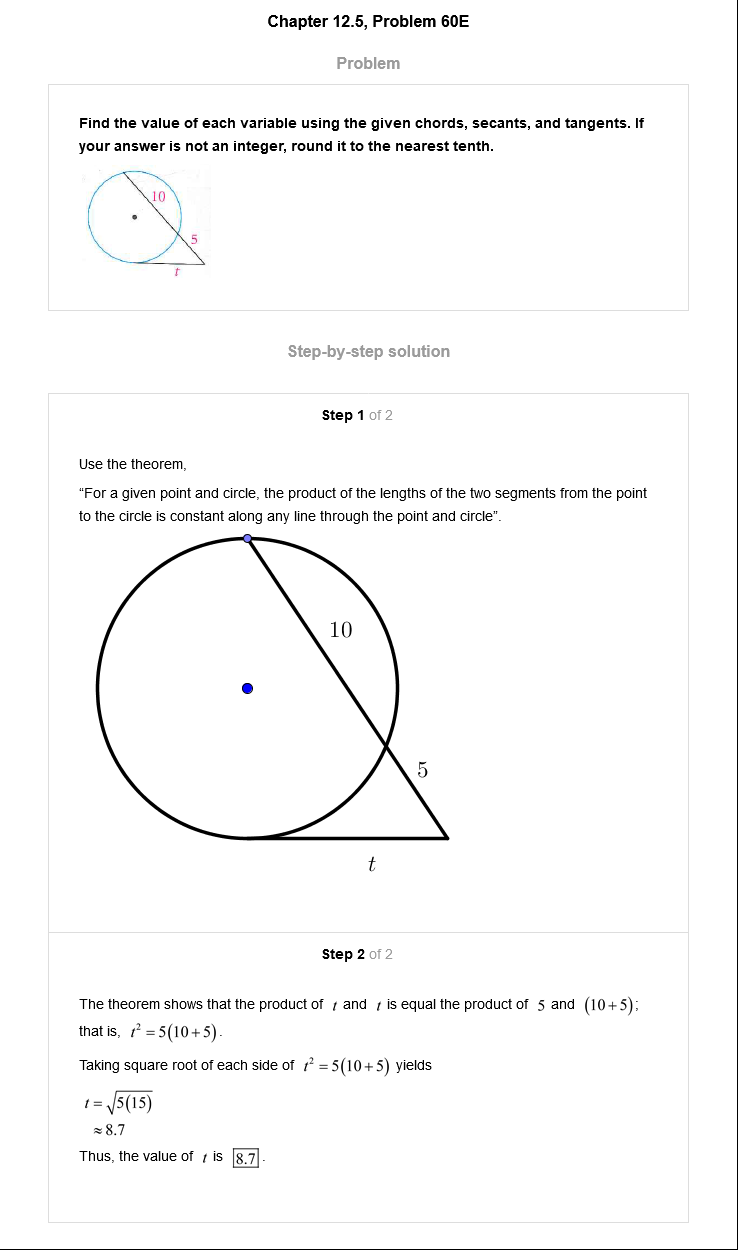 Chapter 12.5, Problem 60E
Problem
Find the value of each variable using the given chords, secants, and tangents. If
your answer is not an integer, round it to the nearest tenth.
10
5
t
Step-by-step solution
Step 1 of 2
Use the theorem,
“For a given point and circle, the product of the lengths of the two segments from the point
to the circle is constant along any line through the point and circle”.
10
5
t
Step 2 of 2
The theorem shows that the product of t and t is equal the product of 5 and (10+5);
that is, t² = 5(10+5).
Taking square root of each side of t² = 5(10+5) yields
t = √5(15)
≈ 8.7
Thus, the value of t is 8.7.